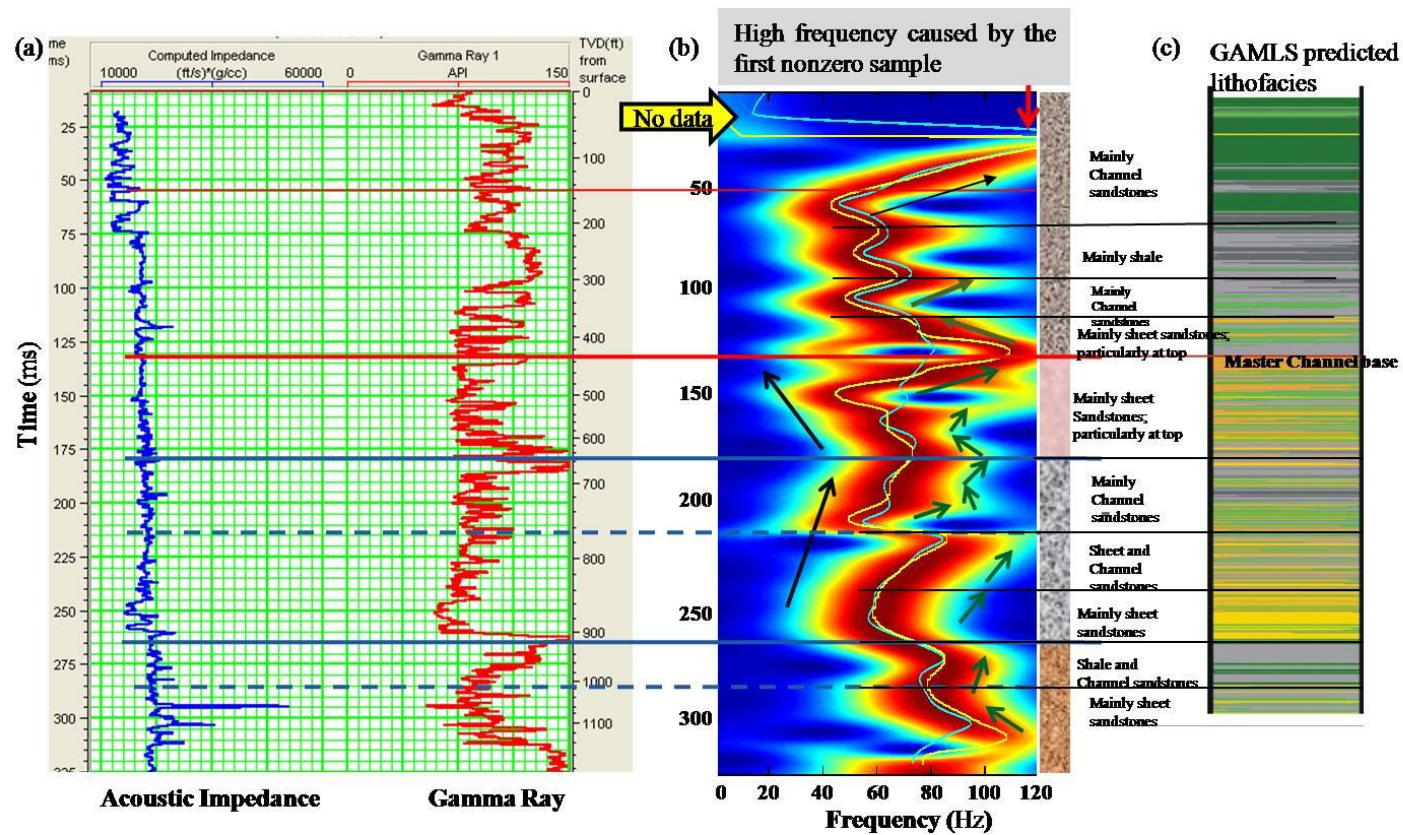 (a)
me
ms)
Computed Impedance
10000 (ft/s)*(g/cc) 60000
Gamma Ray 1
0 API 150
TVD(ft)
from
surface
0
100
200
300
400
500
600
700
800
900
1000
1100
25
50
75
100
125
150
175
200
225
250
275
300
Time (ms)
Acoustic Impedance
Gamma Ray
(b)
High frequency caused by the
first nonzero sample
No data
50
100
150
200
250
300
0 20 40 60 80 100 120
Frequency (Hz)
Mainly
Channel
sandstones
Mainly shale
Mainly
Channel
sandstones
Mainly sheet sandstones;
particularly at top
Mainly sheet
Sandstones;
particularly at top
Mainly
Channel
sandstones
Sheet and
Channel
sandstones
Mainly sheet
sandstones
Shale and
Channel sandstones
Mainly sheet
sandstones
(c)
GAMLS predicted
lithofacies
Master Channel base